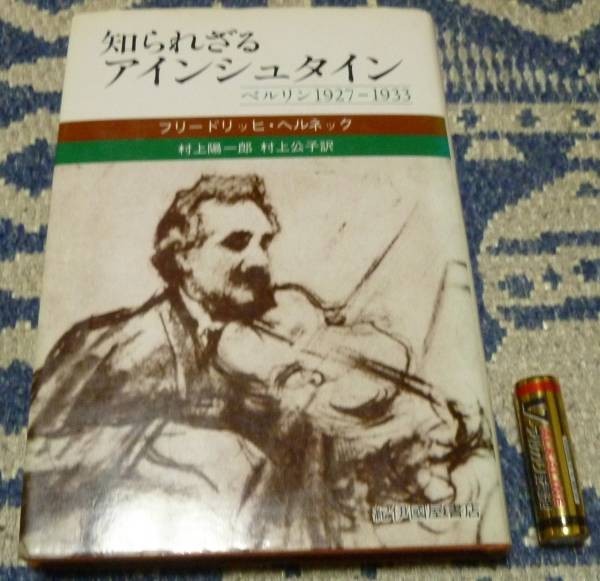 知られざる
アインシュタイン
ベルリン1927-1933
フリードリッヒ・ヘルネック
村上陽一郎 村上公子訳
紀伊國屋書店